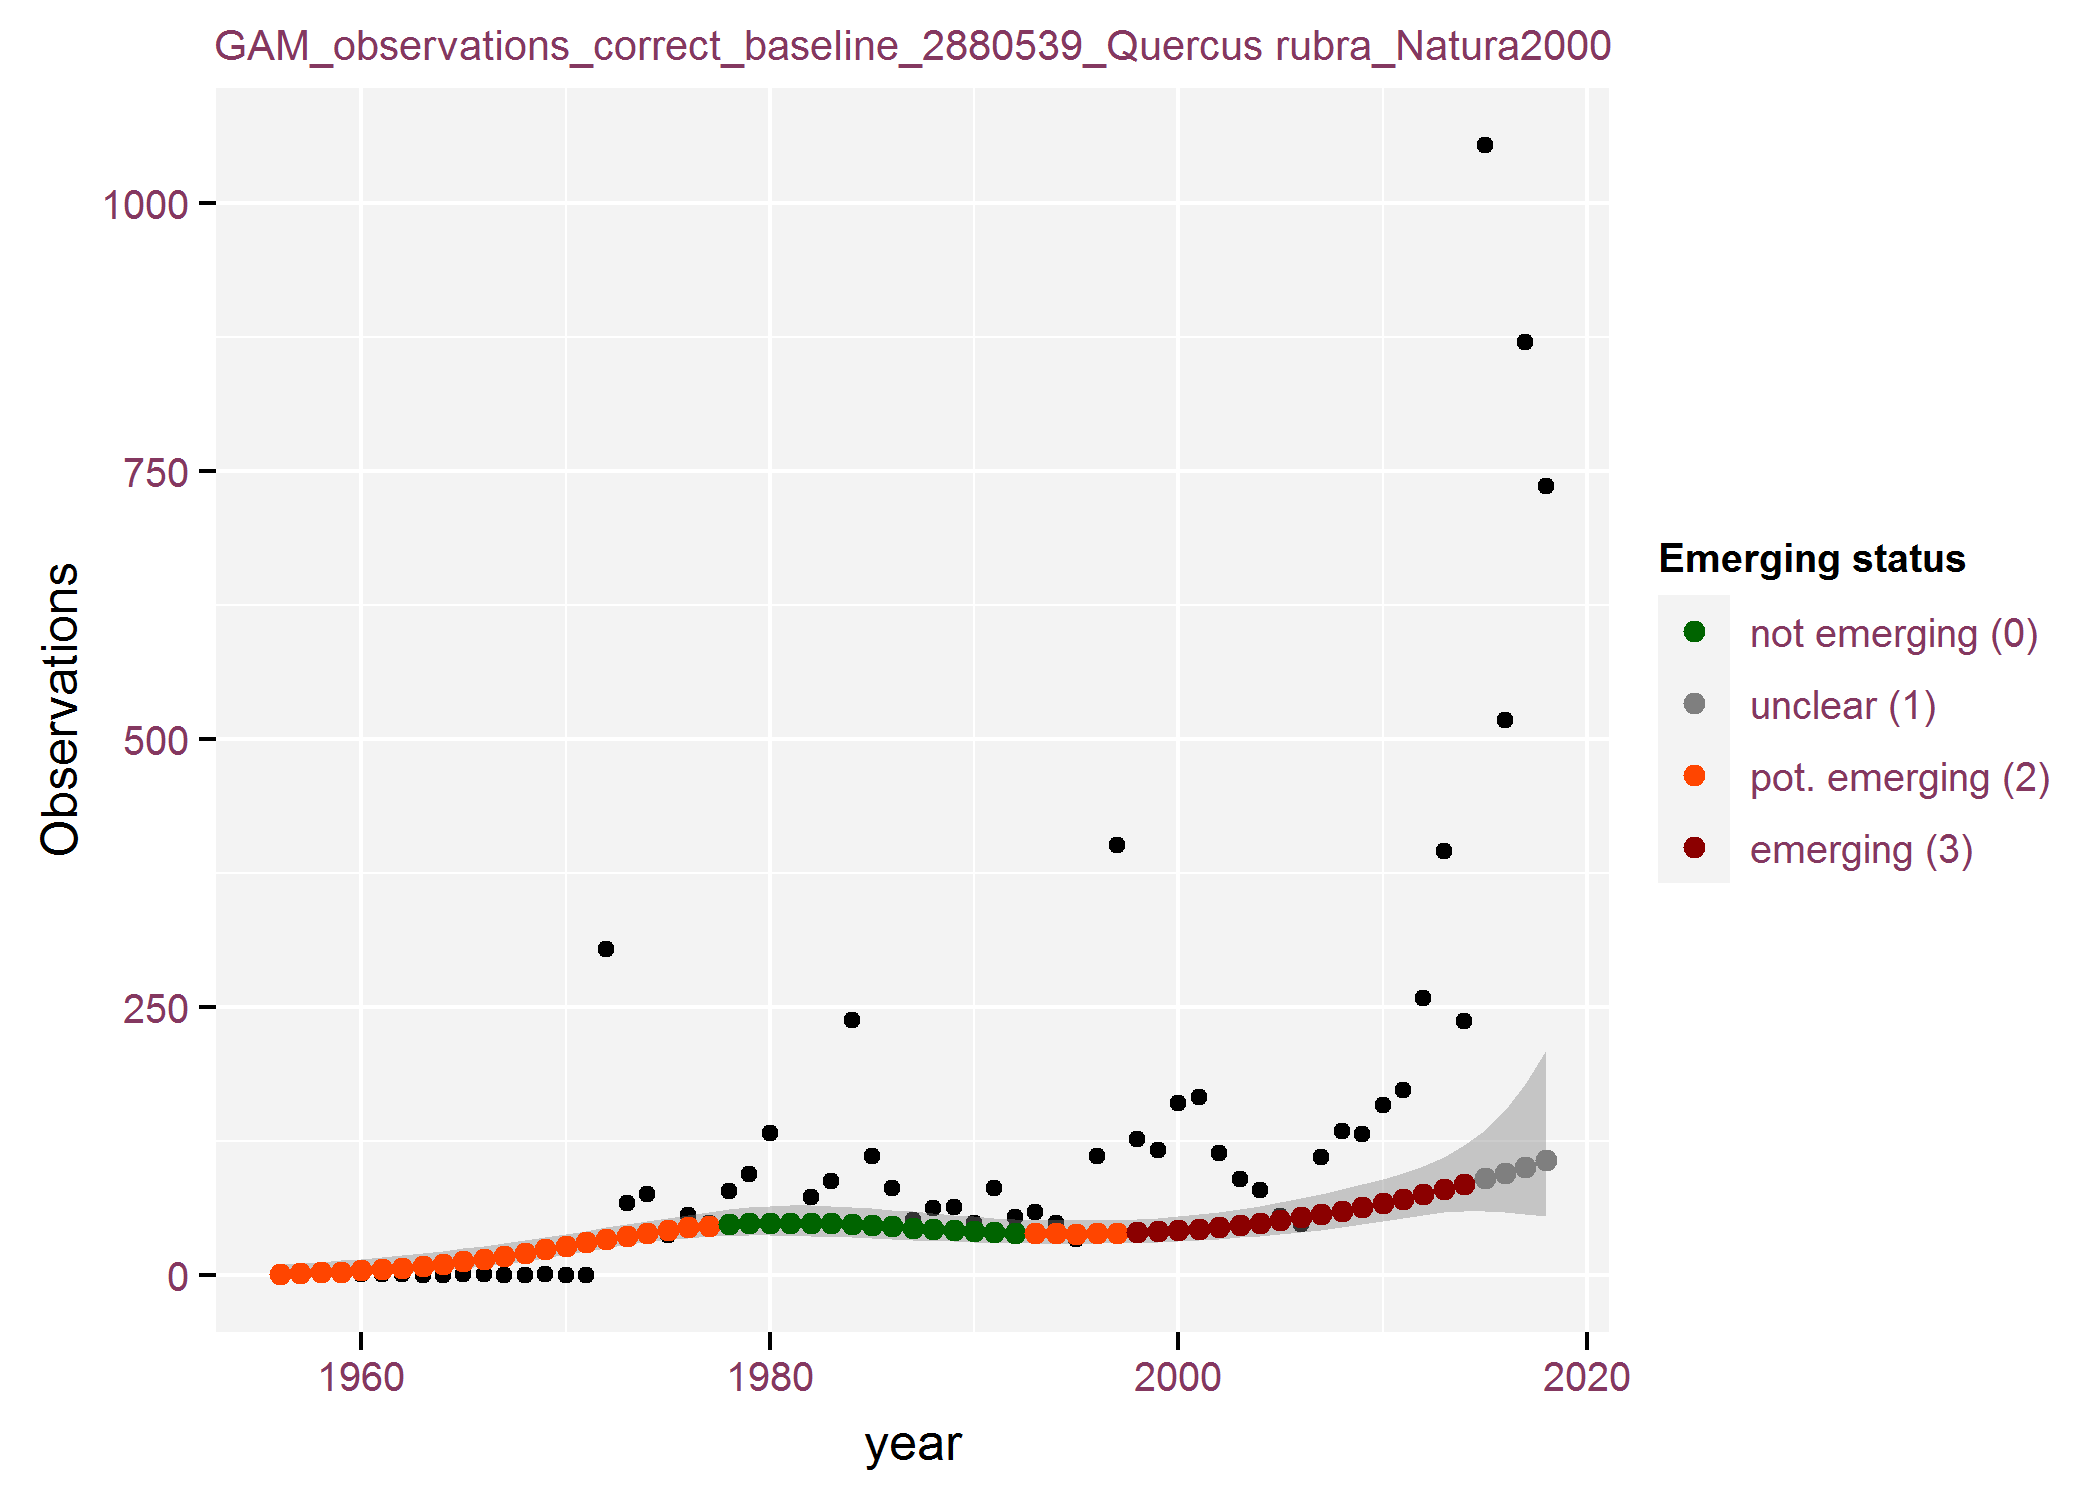 GAM_observations_correct_baseline_2880539_Quercus rubra_Natura2000
1000
750
500
250
0
Observations
1960
1980
2000
2020
year
Emerging status
not emerging (0)
unclear (1)
pot. emerging (2)
emerging (3)